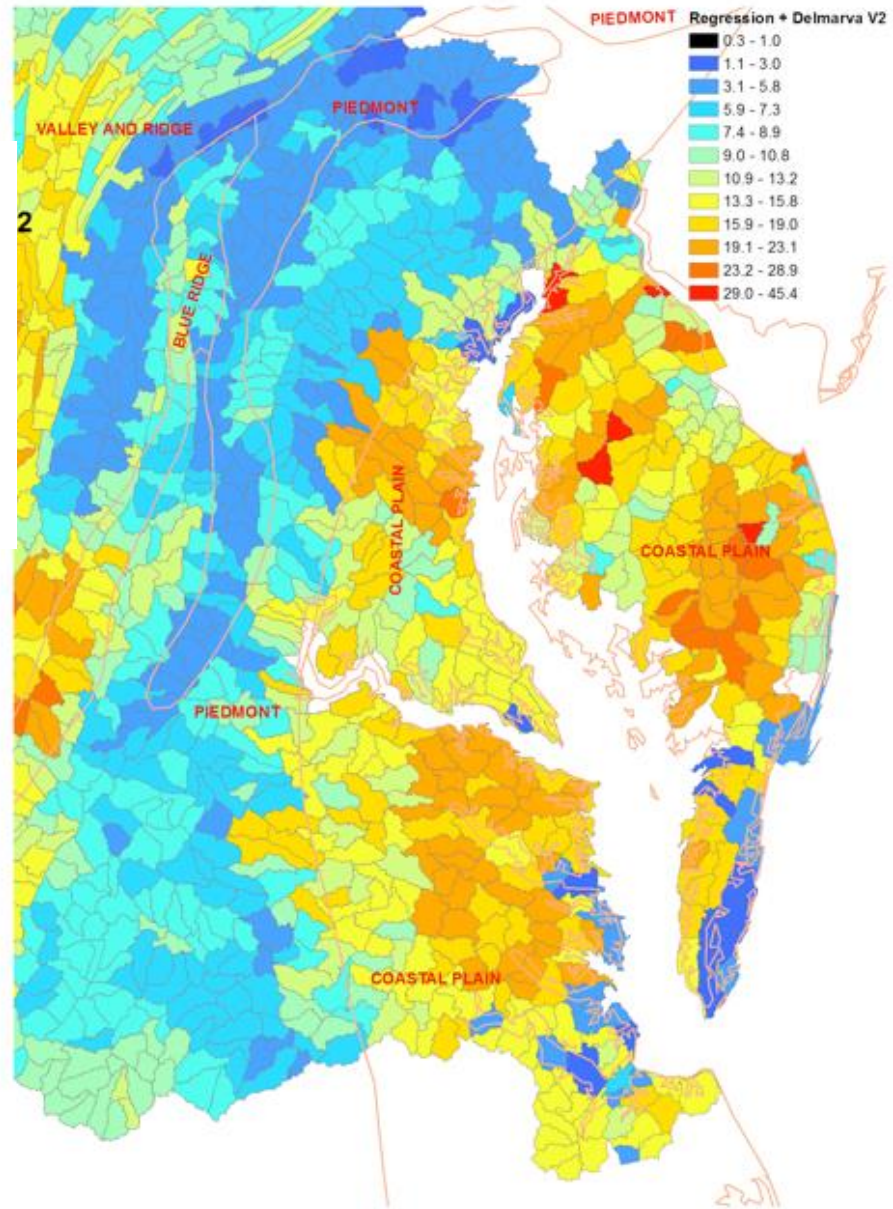 PIEDMONT
Regression + Delmarva V2
0.3 - 1.0
1.1 - 3.0
3.1 - 5.8
5.9 - 7.3
7.4 - 8.9
9.0 - 10.8
10.9 - 13.2
13.3 - 15.8
15.9 - 19.0
19.1 - 23.1
23.2 - 28.9
29.0 - 45.4
PIEDMONT
VALLEY AND RIDGE
2
BLUE RIDGE
COASTAL PLAIN
COASTAL PLAIN
PIEDMONT
COASTAL PLAIN